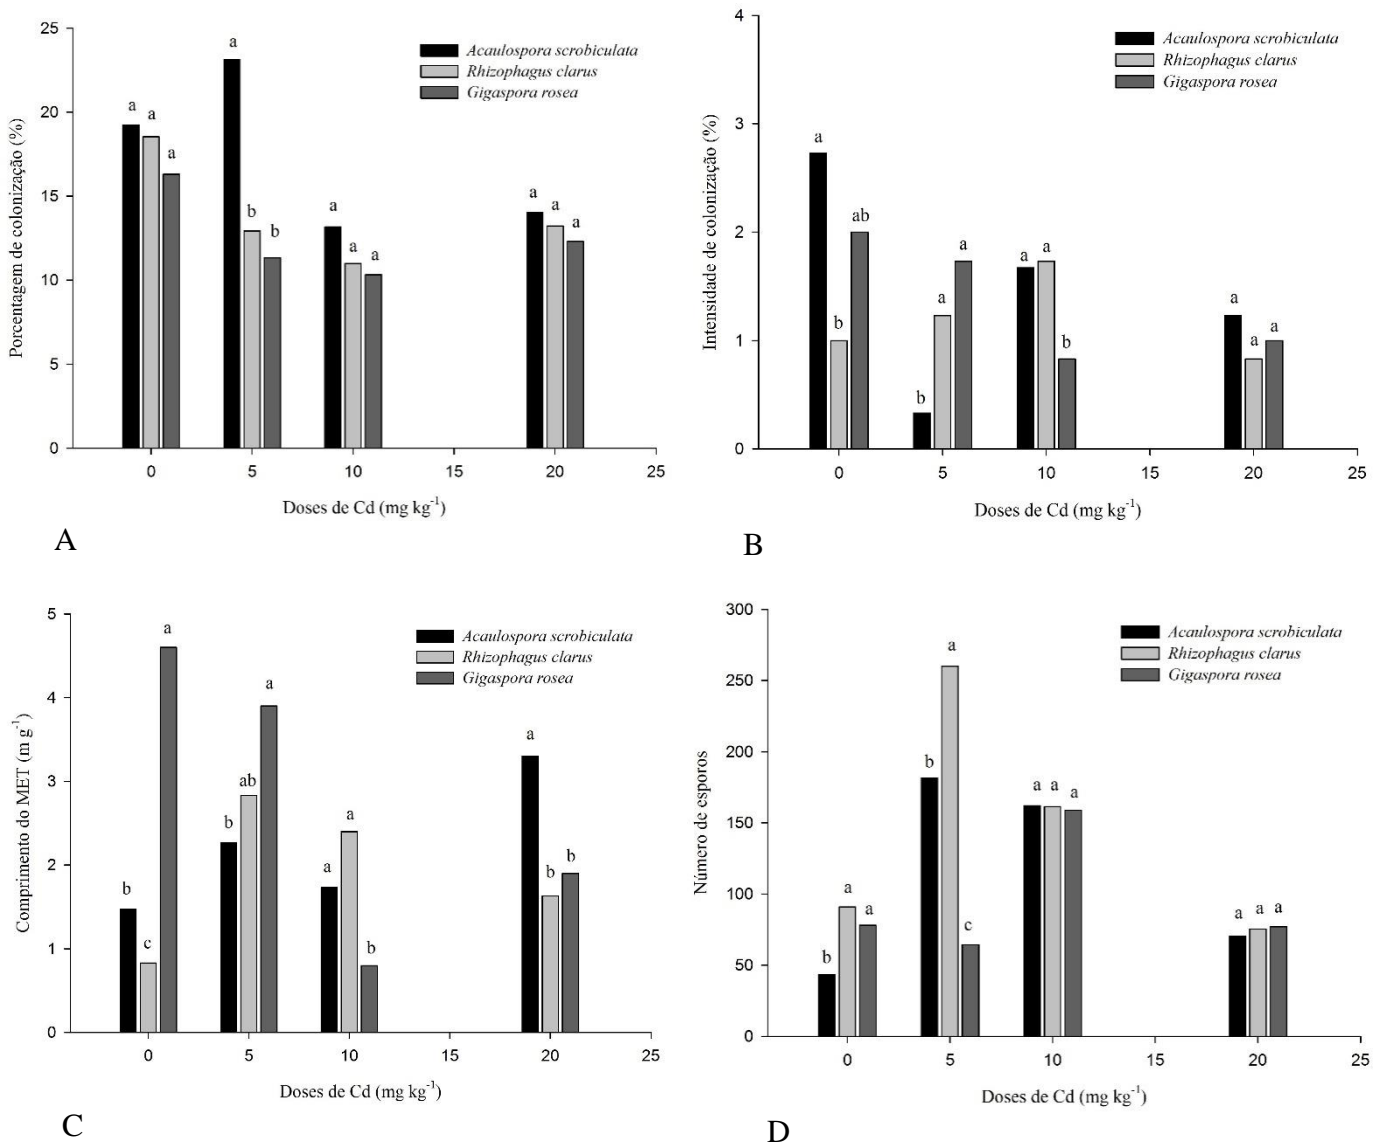 25
20
15
10
5
0
Porcentagem de colonização (%)
Acaulospora scrobiculata
Rhizophagus clarus
Gigaspora rosea
a a a
a b b
a a a
a a a
0 5 10 15 20 25
Doses de Cd (mg kg⁻¹)
A
4
3
2
1
0
Intensidade de colonização (%)
Acaulospora scrobiculata
Rhizophagus clarus
Gigaspora rosea
a b ab
b a a
a a b
a a a
0 5 10 15 20 25
Doses de Cd (mg kg⁻¹)
B
5
4
3
2
1
0
Comprimento do MET (m g⁻¹)
Acaulospora scrobiculata
Rhizophagus clarus
Gigaspora rosea
b c a
b ab a
a a b
a b b
0 5 10 15 20 25
Doses de Cd (mg kg⁻¹)
C
300
250
200
150
100
50
0
Número de esporos
Acaulospora scrobiculata
Rhizophagus clarus
Gigaspora rosea
b a a
b a c
a a a
a a a
0 5 10 15 20 25
Doses de Cd (mg kg⁻¹)
D